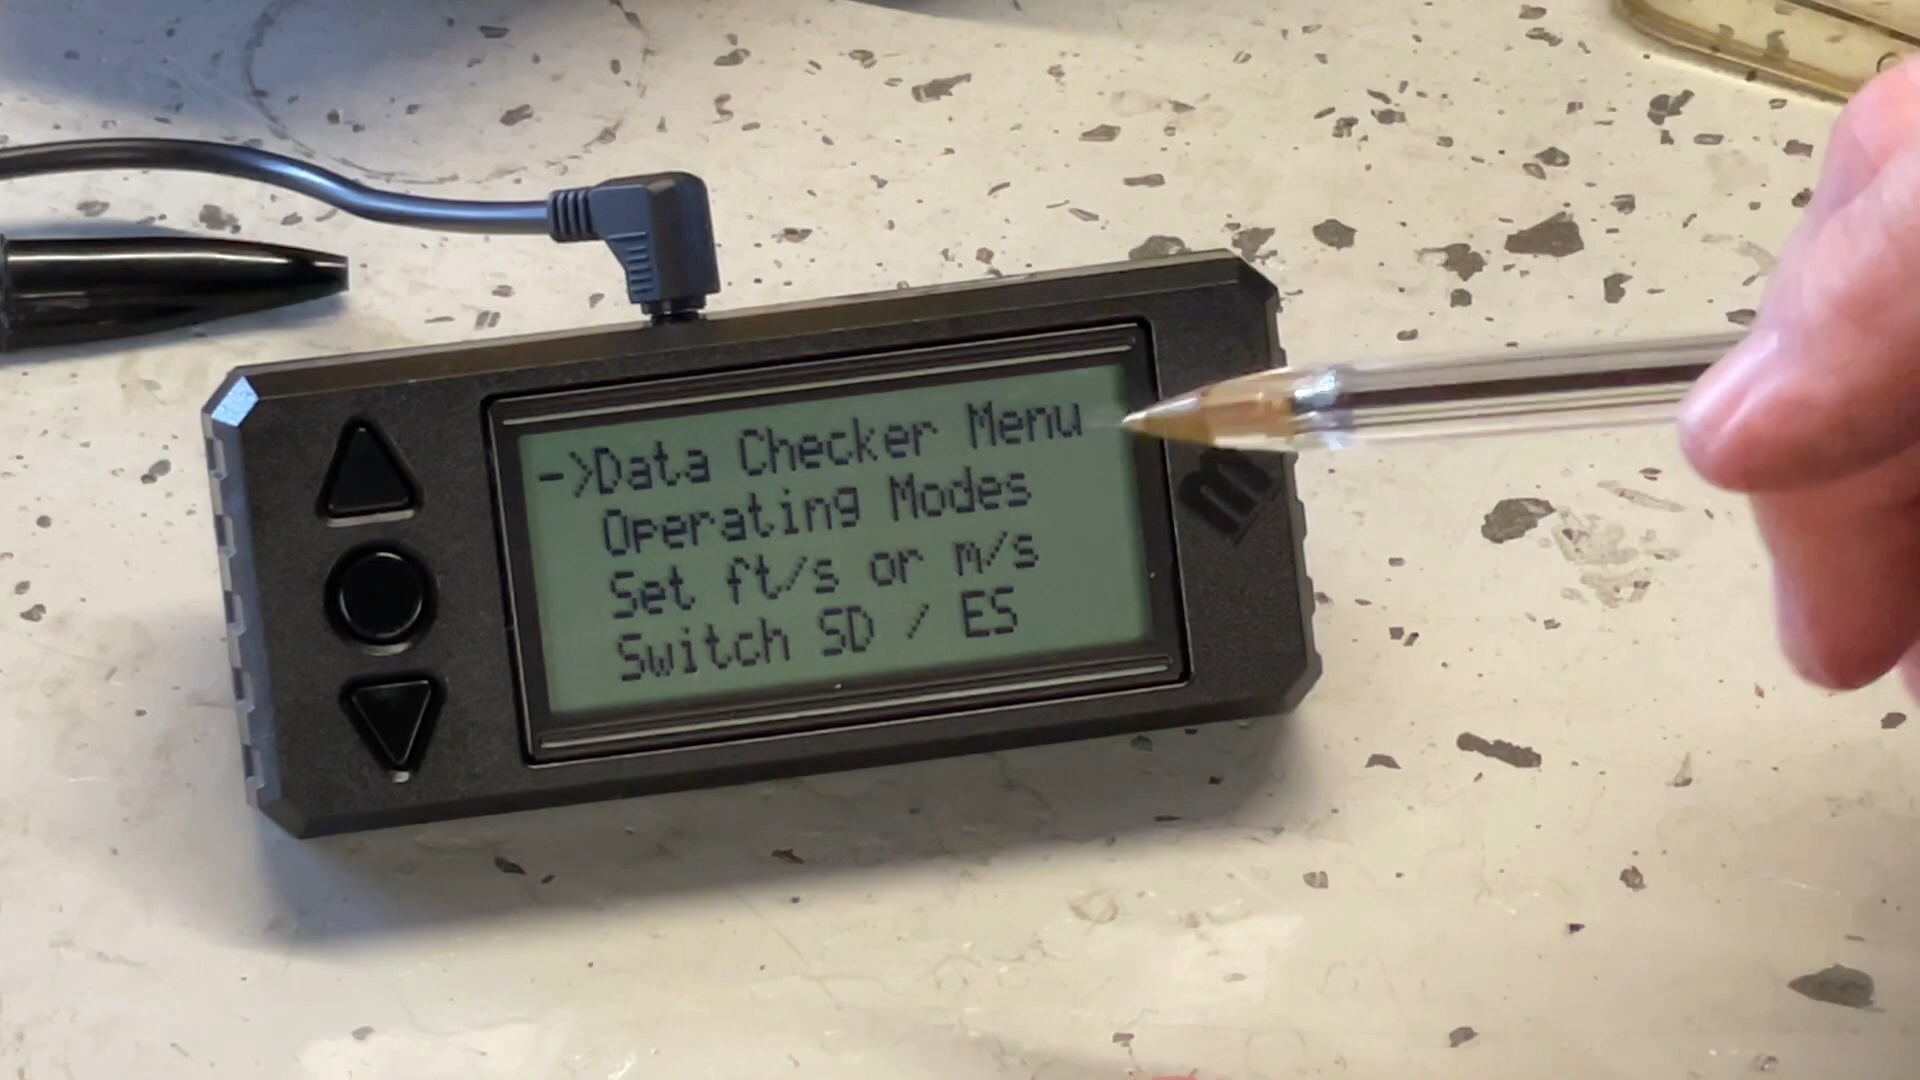 ->Data Checker Menu
Operating Modes
Set ft/s or m/s
Switch SD / ES
m